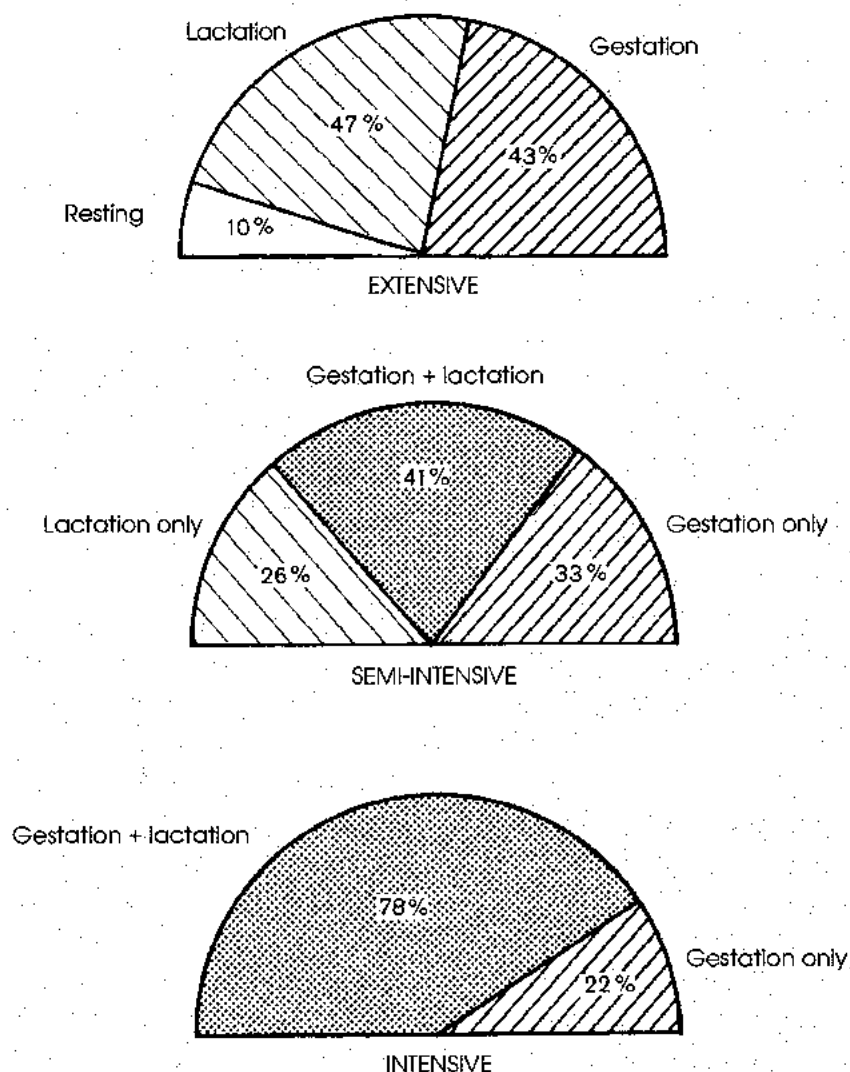 Lactation
Gestation
47%
43%
Resting
10%
EXTENSIVE
Gestation + lactation
41%
Lactation only
Gestation only
26%
33%
SEMI-INTENSIVE
Gestation + lactation
78%
Gestation only
22%
INTENSIVE